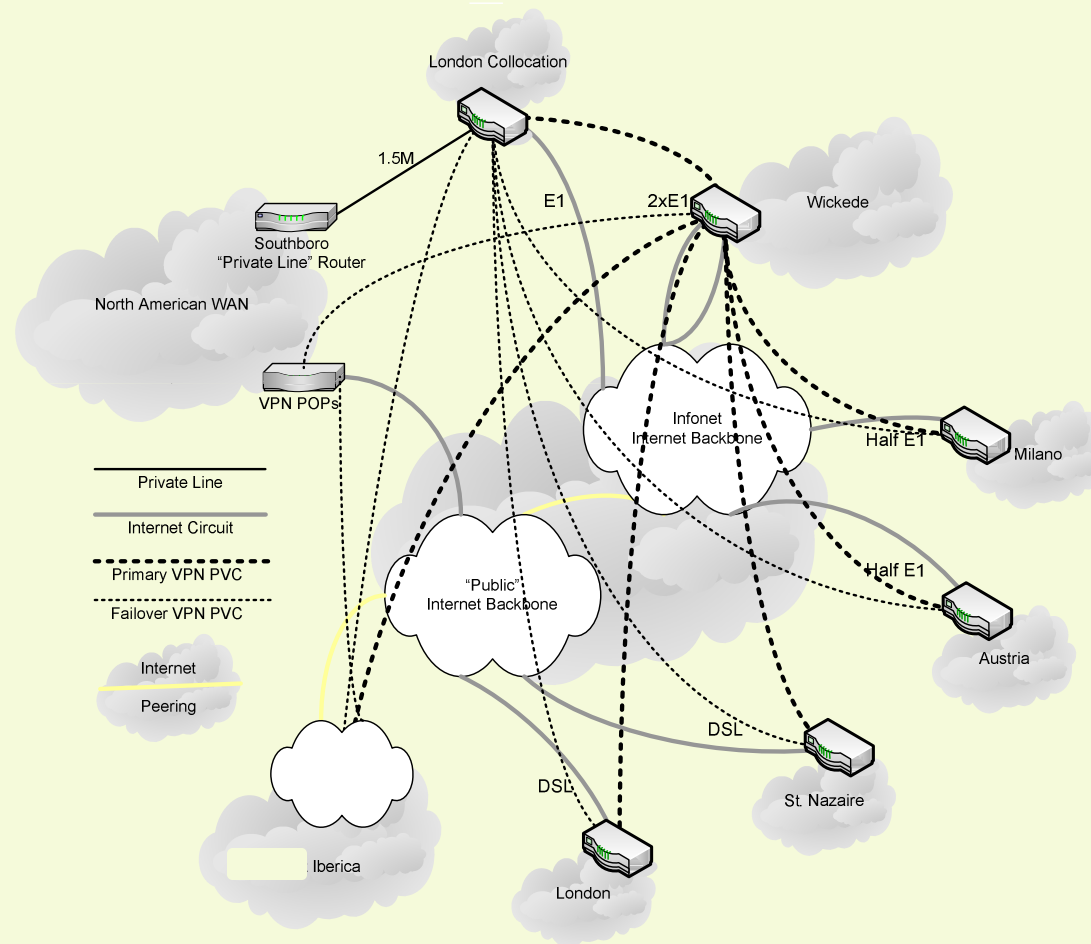 London Collocation
1.5M
E1
2xE1
Wickede
Southboro
“Private Line” Router
North American WAN
VPN POPs
Infonet
Internet Backbone
Half E1
Milano
Private Line
Internet Circuit
Primary VPN PVC
Failover VPN PVC
“Public”
Internet Backbone
Half E1
Austria
Internet
Peering
DSL
DSL
St. Nazaire
Iberica
London